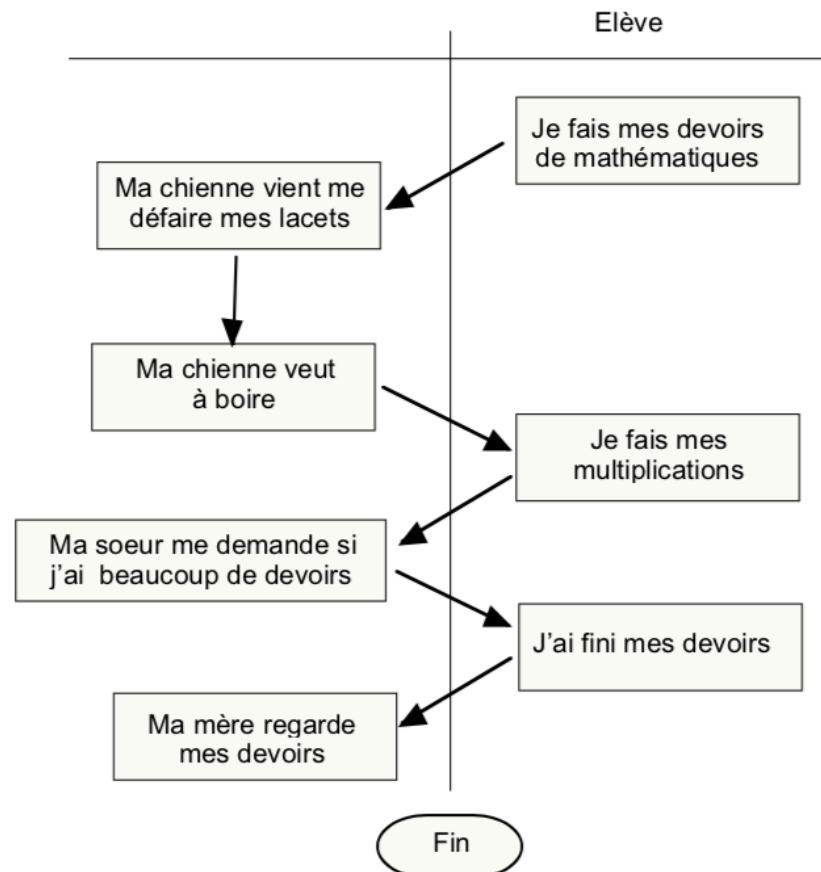 Elève
Je fais mes devoirs
de mathématiques
Ma chienne vient me
défaire mes lacets
Ma chienne veut
à boire
Je fais mes
multiplications
Ma soeur me demande si
j'ai beaucoup de devoirs
J'ai fini mes devoirs
Ma mère regarde
mes devoirs
Fin